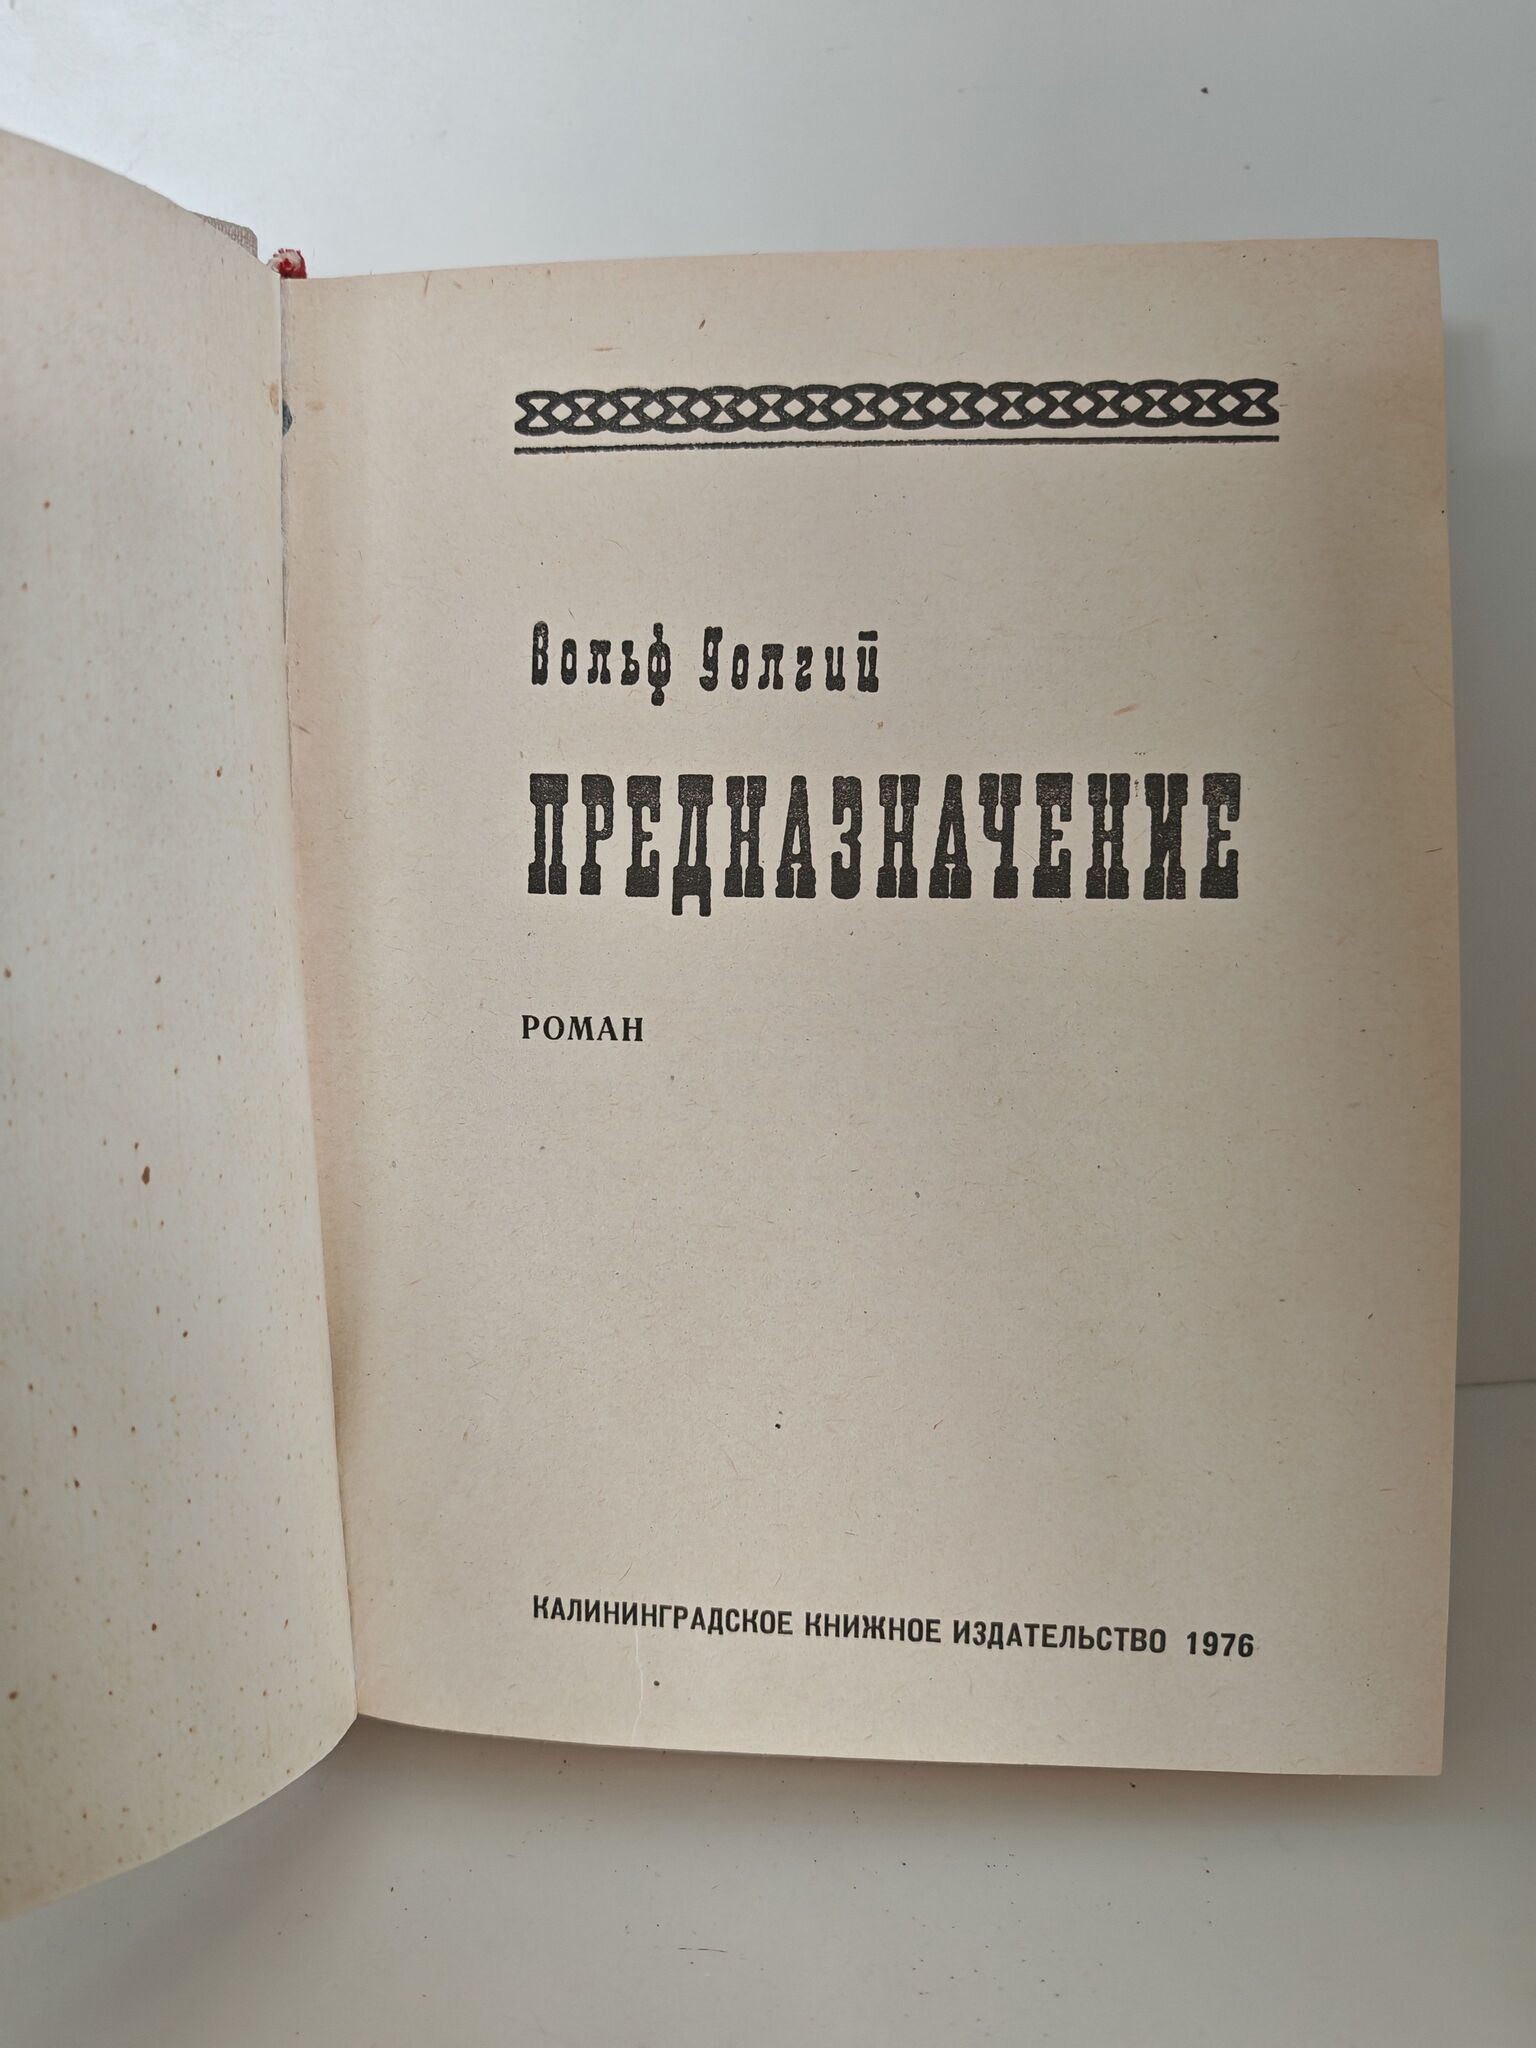 Вольф Долгий
ПРЕДНАЗНАЧЕНИЕ
РОМАН
КАЛИНИНГРАДСКОЕ КНИЖНОЕ ИЗДАТЕЛЬСТВО 1976